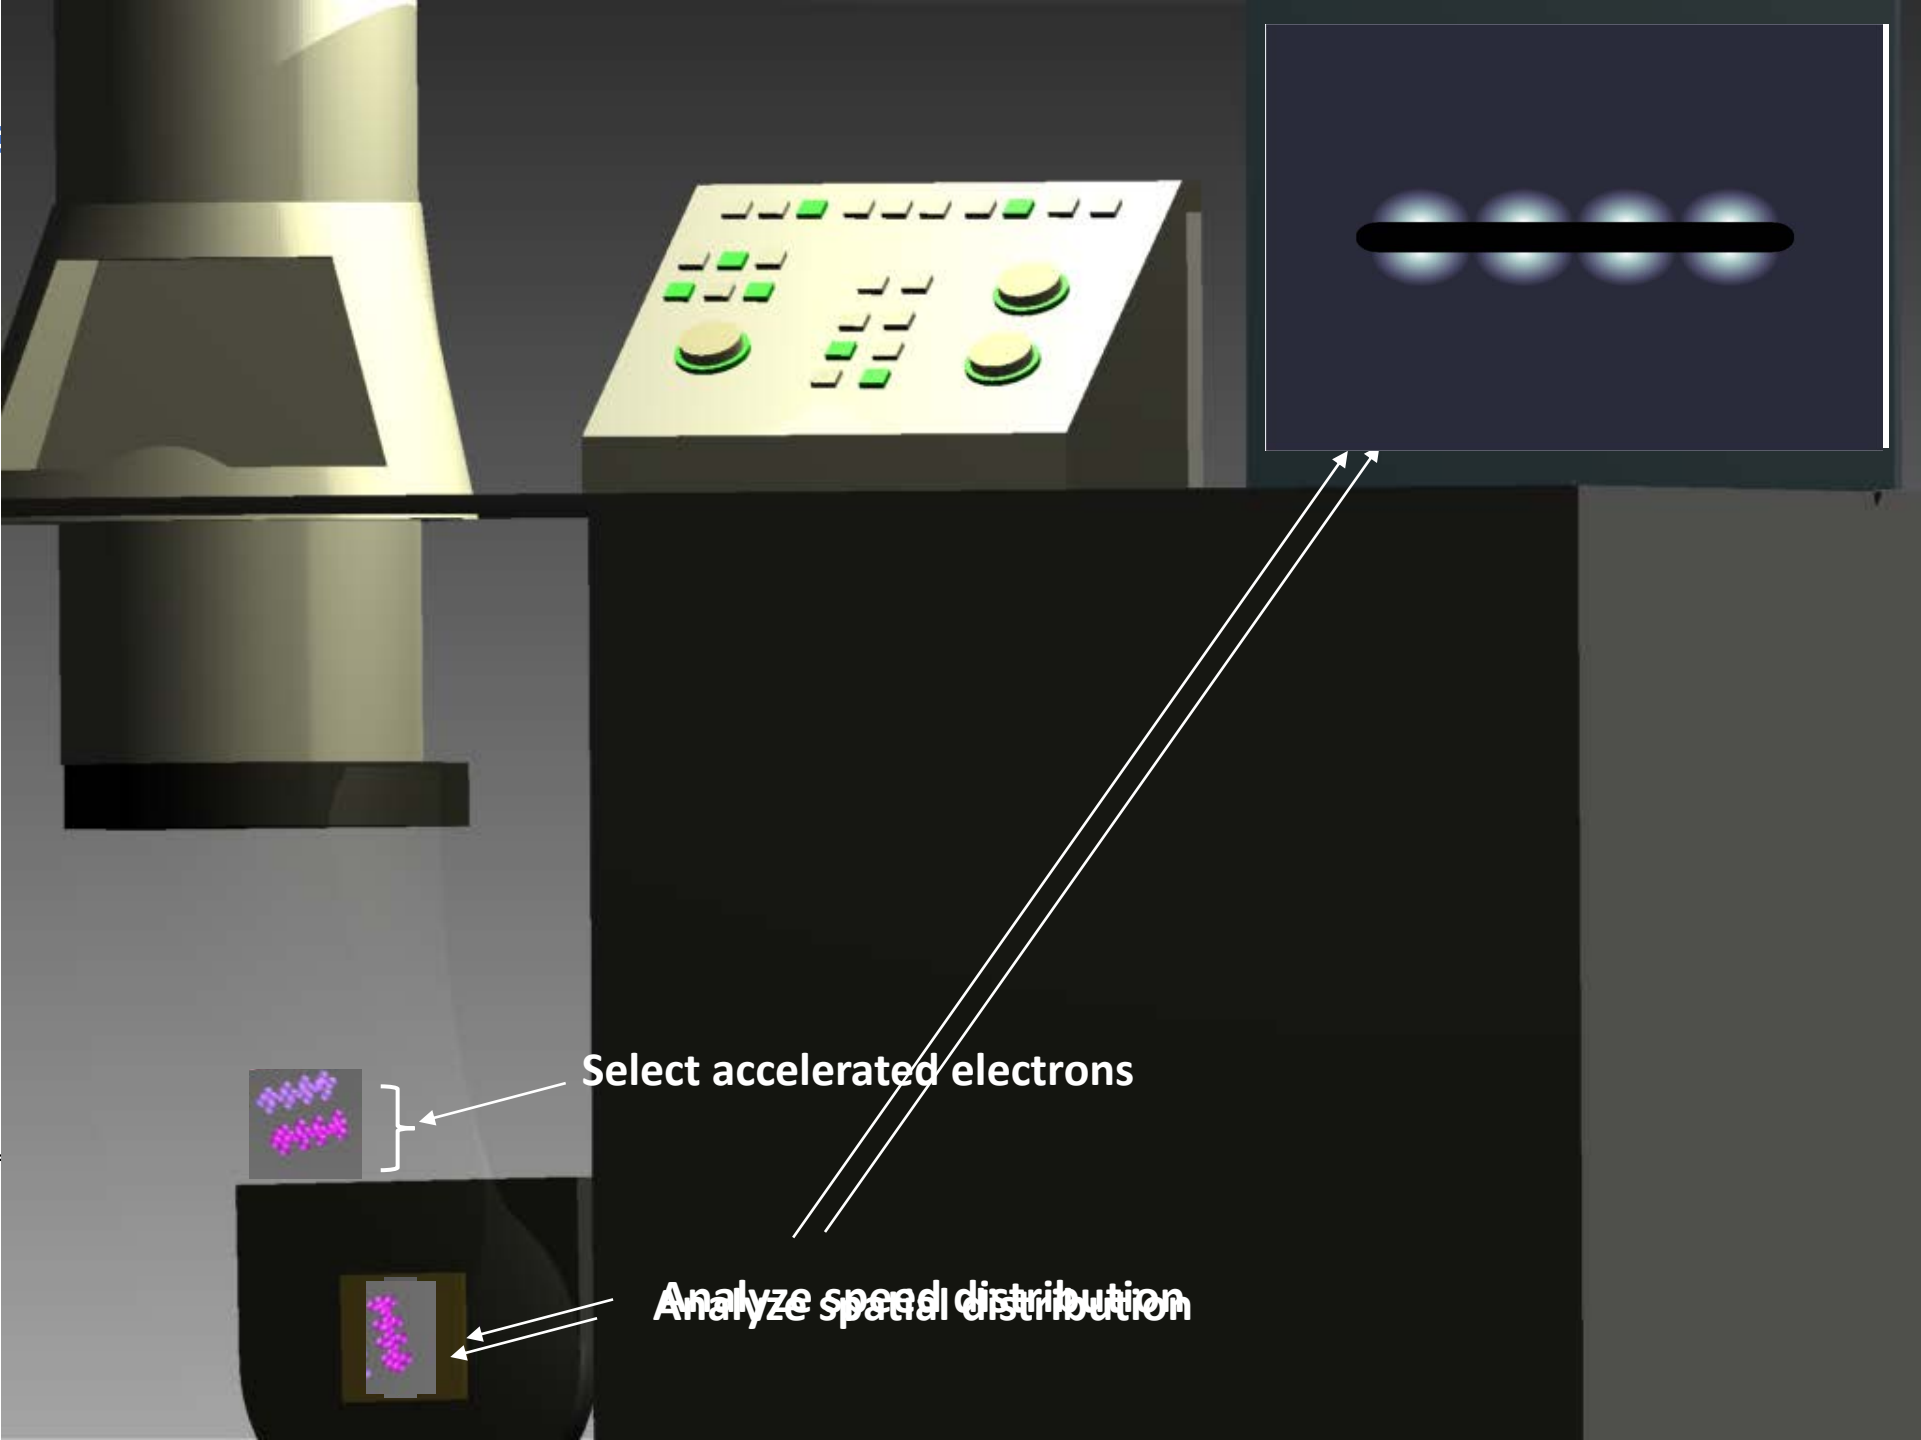 Select accelerated electrons
Analyze speed distribution
Analyze spatial distribution